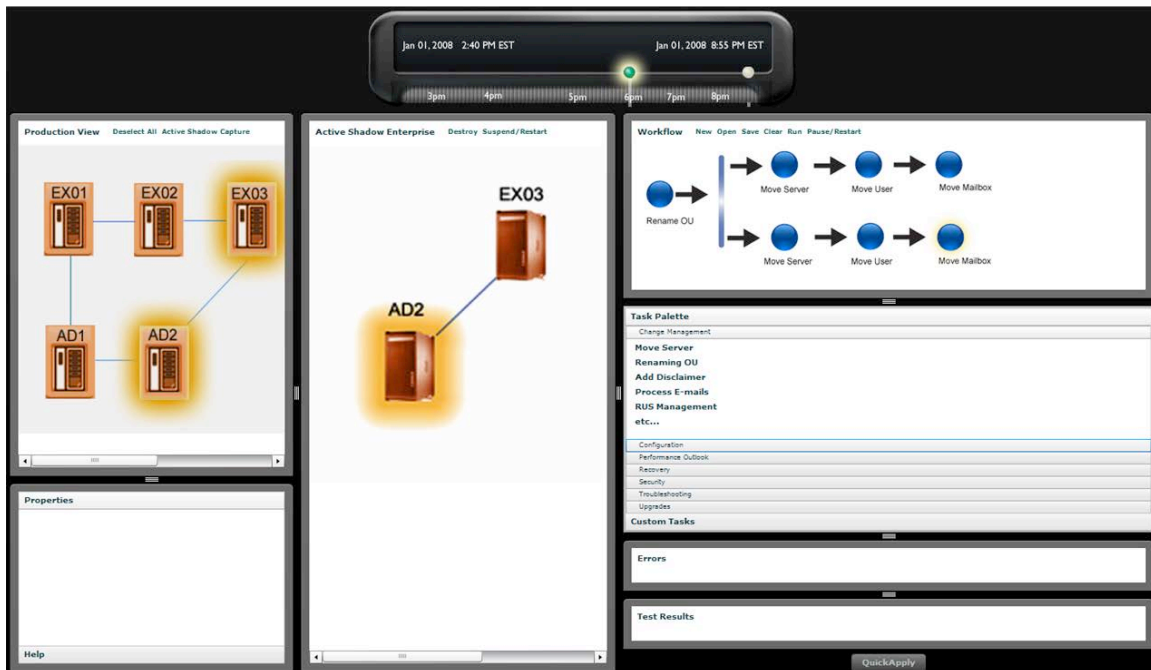 Jan 01, 2008 2:40 PM EST Jan 01, 2008 8:55 PM EST
3pm 4pm 5pm 6pm 7pm 8pm
Production View Deselect All Active Shadow Capture
EX01 EX02 EX03
AD1 AD2
Properties
Help
Active Shadow Enterprise Destroy Suspend/Restart
EX03
AD2
Workflow New Open Save Clear Run Pause/Restart
Move Server Move User Move Mailbox
Rename OU
Move Server Move User Move Mailbox
Task Palette
Change Management
Move Server
Renaming OU
Add Disclaimer
Process E-mails
RUS Management
etc...
Configuration
Performance Outlook
Recovery
Security
Troubleshooting
Upgrades
Custom Tasks
Errors
Test Results
QuickApply